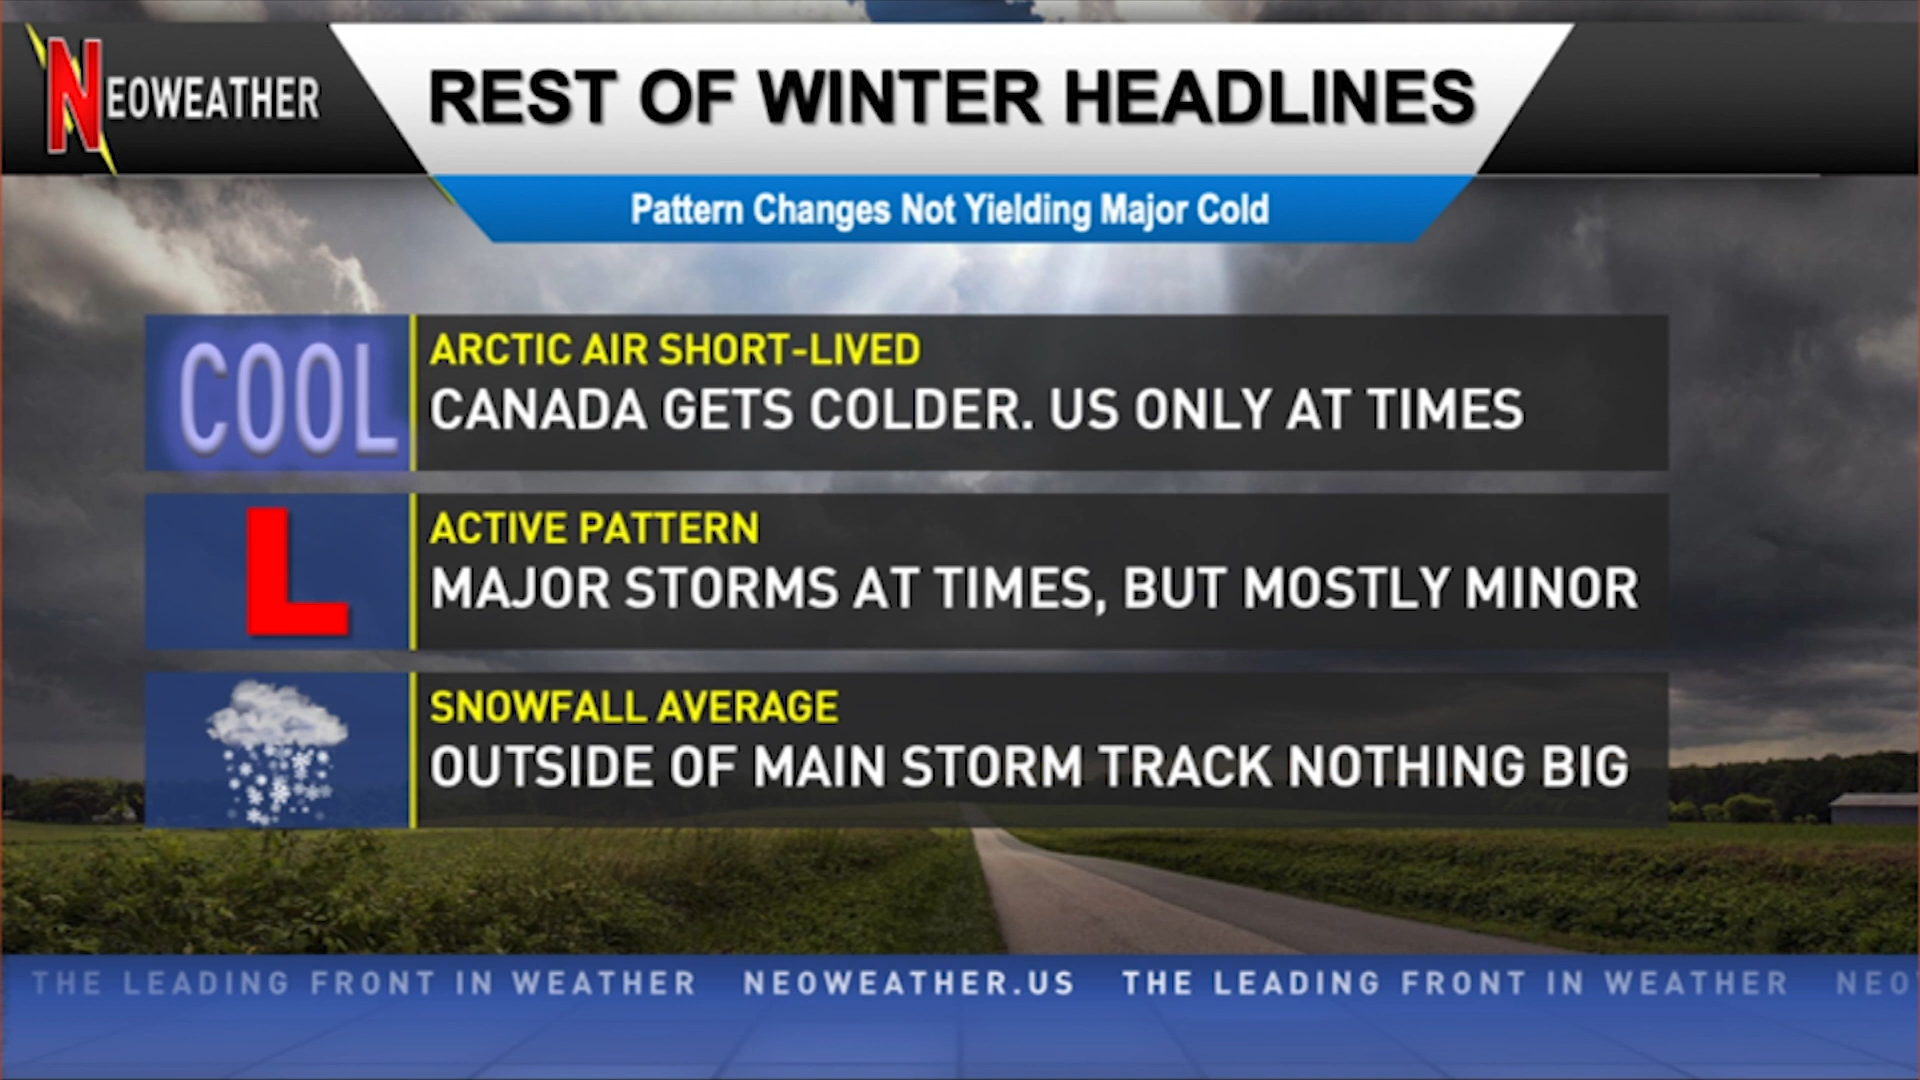 NEOWEATHER
REST OF WINTER HEADLINES
Pattern Changes Not Yielding Major Cold
COOL
ARCTIC AIR SHORT-LIVED
CANADA GETS COLDER. US ONLY AT TIMES
L
ACTIVE PATTERN
MAJOR STORMS AT TIMES, BUT MOSTLY MINOR
SNOWFALL AVERAGE
OUTSIDE OF MAIN STORM TRACK NOTHING BIG
THE LEADING FRONT IN WEATHER NEOWEATHER.US THE LEADING FRONT IN WEATHER NEO